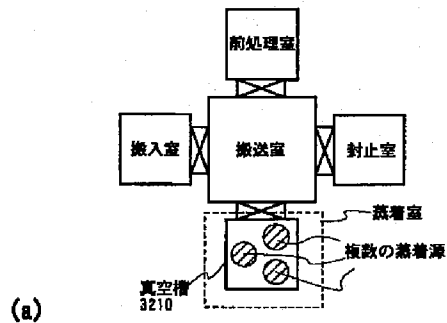 前処理室
搬入室
搬送室
封止室
蒸着室
複数の蒸着源
真空槽
3210
(a)